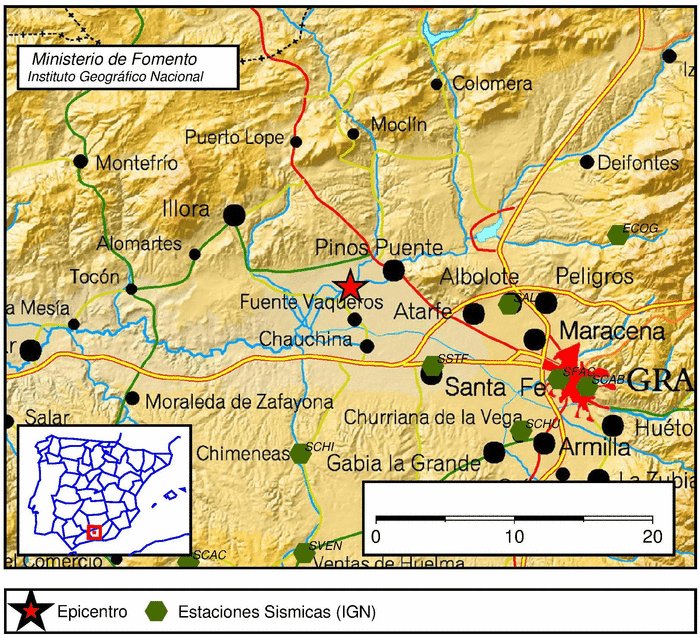 Ministerio de Fomento
Instituto Geográfico Nacional
Colomera
Iz
Moclín
Puerto Lope
Montefrío
Deifontes
Illora
ECOG
Alomartes
Pinos Puente
Tocón
Albolote
Peligros
Fuente Vaqueros
SAL
a Mesía
Atarfe
Maracena
Chauchina
ar
SSTF
SFAC
SCAB
GRA
Santa Fe
Moraleda de Zafayona
Salar
Churriana de la Vega
SCHU
Huéto
Chimeneas
SCHI
Armilla
Gabia la Grande
La Zubia
0
10
20
el Comercio
SCAC
SVEN
Ventas de Huelma
Epicentro
Estaciones Sismicas (IGN)